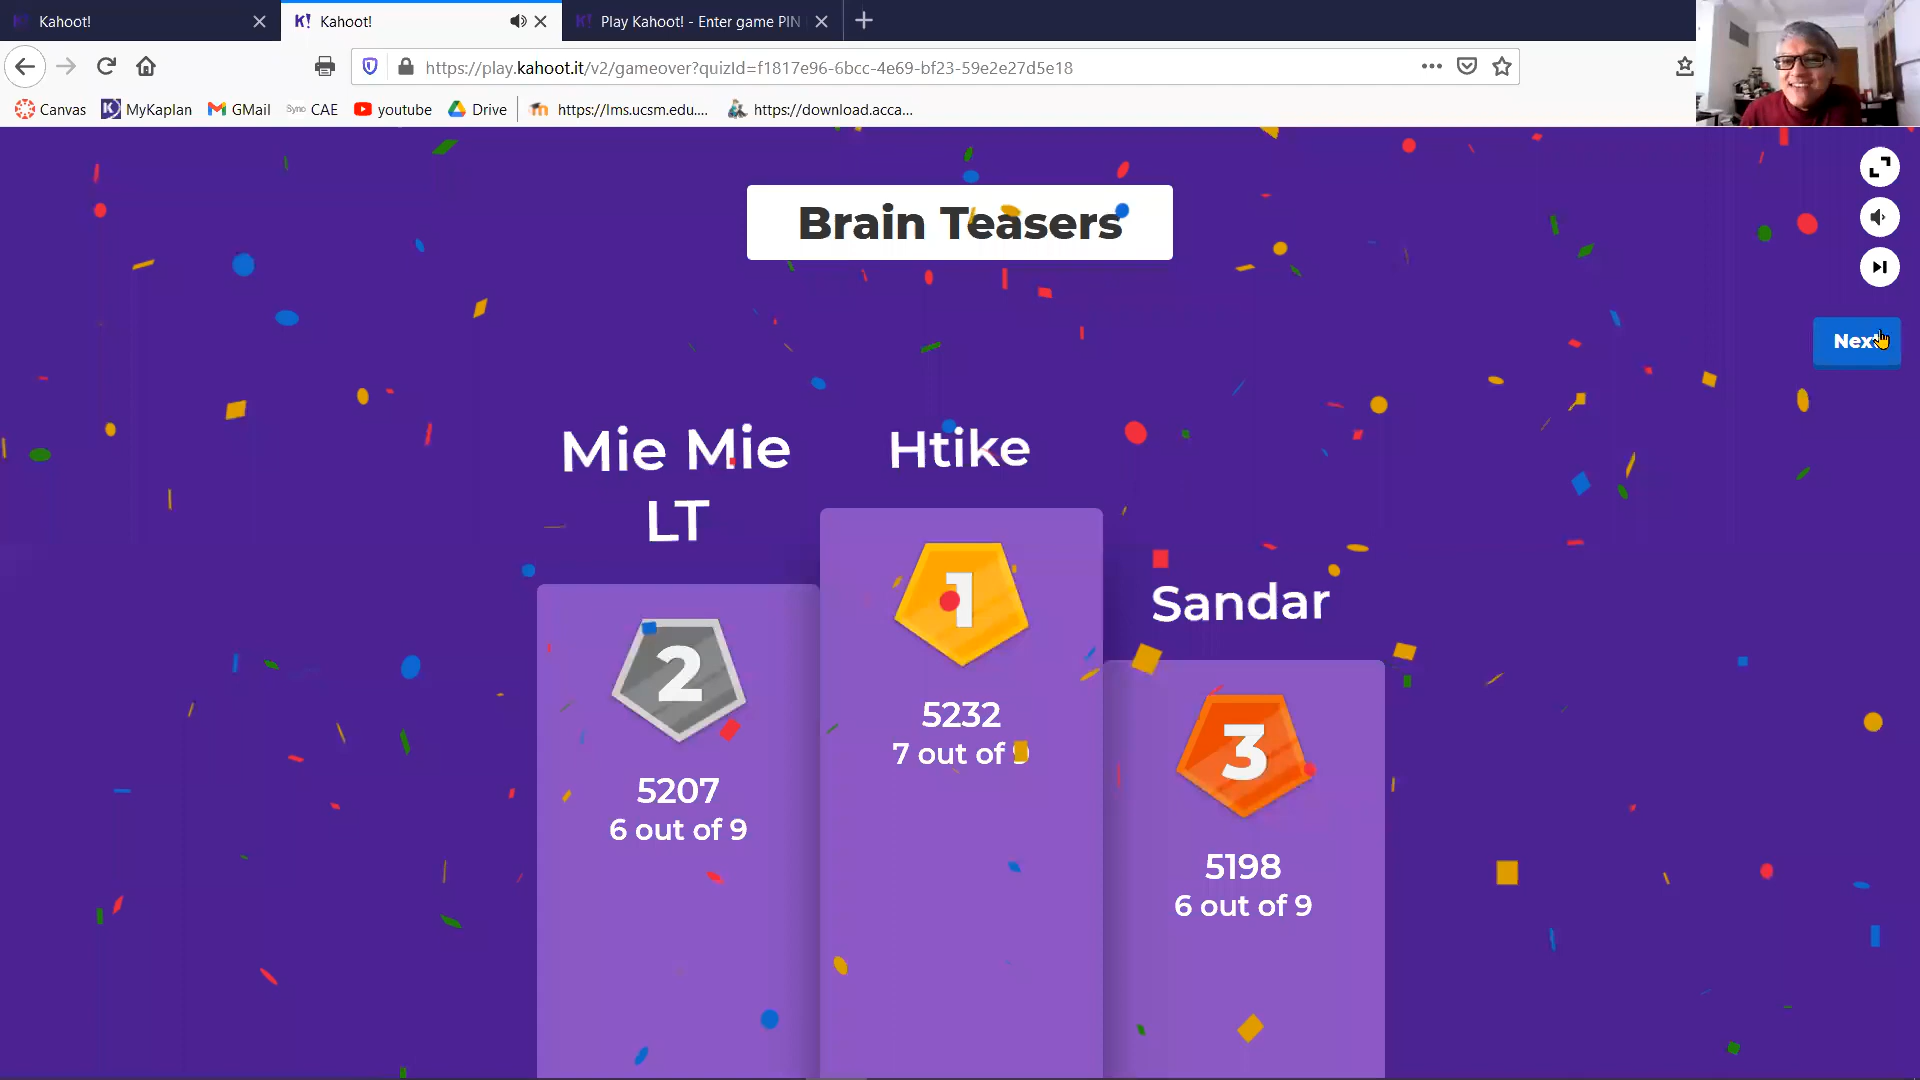 Kahoot!
K! Kahoot!
K! Play Kahoot! - Enter game PIN
https://play.kahoot.it/v2/gameover?quizId=f1817e96-6bcc-4e69-bf23-59e2e27d5e18
Canvas MyKaplan GMail Sync CAE youtube Drive https://lms.ucsm.edu.... https://download.acca...
Brain Teasers
Next
Mie Mie
LT
Htike
Sandar
1
5232
7 out of 9
2
5207
6 out of 9
3
5198
6 out of 9